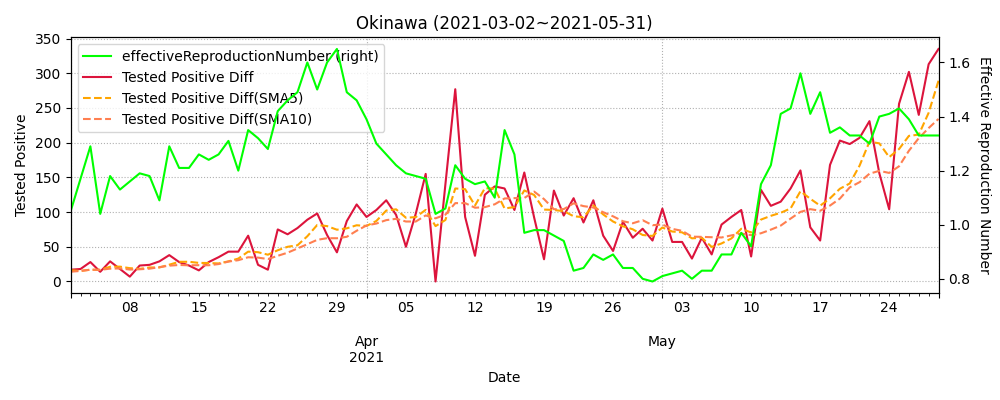 Okinawa (2021-03-02~2021-05-31)
effectiveReproductionNumber (right)
Tested Positive Diff
Tested Positive Diff(SMA5)
Tested Positive Diff(SMA10)
Tested Positive
350
300
250
200
150
100
50
0
Effective Reproduction Number
1.6
1.4
1.2
1.0
0.8
08 15 22 29 05 12 19 26 03 10 17 24
Apr May
2021
Date